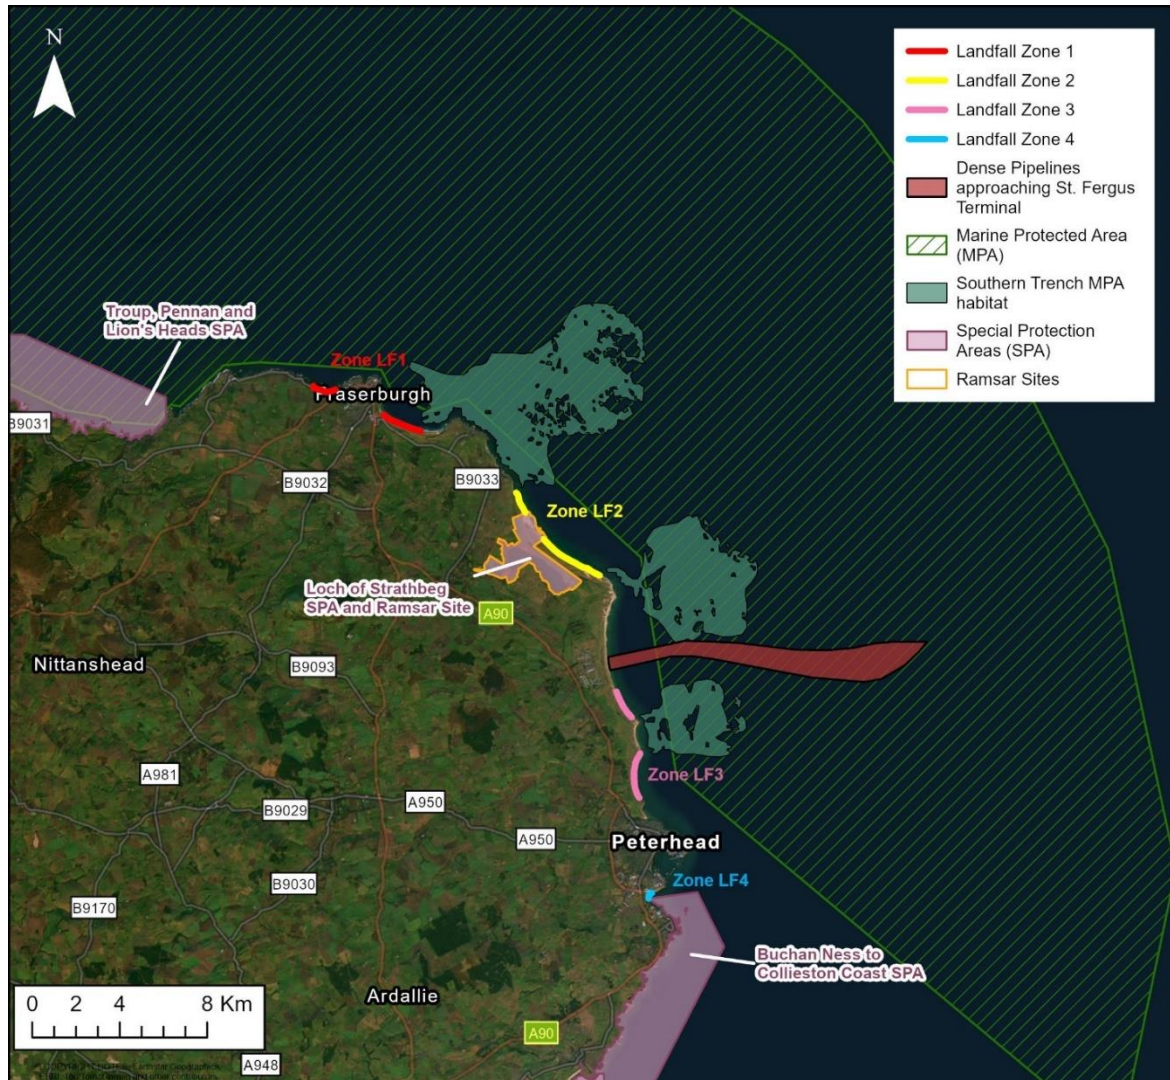 N
Landfall Zone 1
Landfall Zone 2
Landfall Zone 3
Landfall Zone 4
Dense Pipelines
approaching St. Fergus
Terminal
Marine Protected Area
(MPA)
Southern Trench MPA
habitat
Special Protection
Areas (SPA)
Ramsar Sites
Troup, Pennan and
Lion's Heads SPA
Zone LF1
Fraserburgh
B9031
B9032
B9033
Zone LF2
Loch of Strathbeg
SPA and Ramsar Site
A90
Nittanshead
B9093
A981
Zone LF3
B9029
A950
A950
Peterhead
B9030
Zone LF4
B9170
Buchan Ness to
Collieston Coast SPA
Ardallie
0 2 4 8 Km
A90
A948